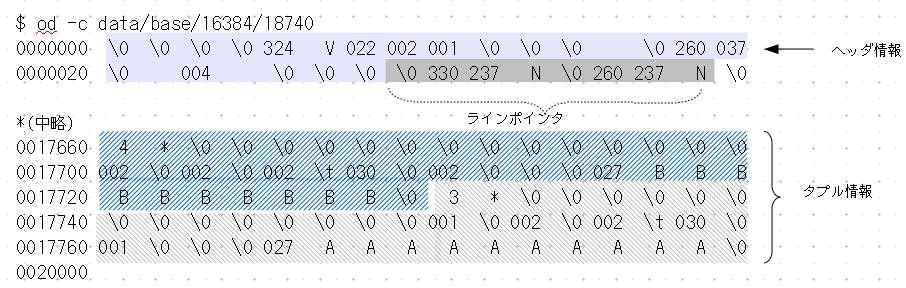 $ od -c data/base/16384/18740
0000000 \0 \0 \0 \0 324 V 022 002 001 \0 \0 \0 \0 260 037
ヘッダ情報
0000020 \0 004 \0 \0 \0 \0 330 237 N \0 260 237 N \0
ラインポインタ
*(中略)
0017660 4 * \0 \0 \0 \0 \0 \0 \0 \0 \0 \0 \0 \0 \0 \0
0017700 002 \0 002 \0 002 \t 030 \0 002 \0 \0 \0 027 B B B
0017720 B B B B B B B \0 3 * \0 \0 \0 \0 \0 \0
タプル情報
0017740 \0 \0 \0 \0 \0 \0 \0 \0 001 \0 002 \0 002 \t 030 \0
0017760 001 \0 \0 \0 027 A A A A A A A A A A \0
0020000